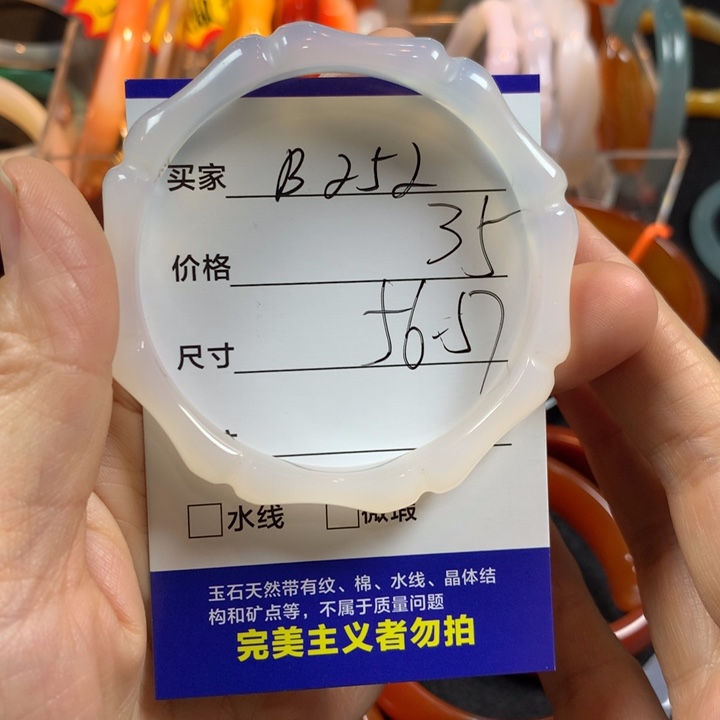 买家 B252
价格 35
尺寸 56-57
水线 微瑕
玉石天然带有纹、棉、水线、晶体结
构和矿点等，不属于质量问题
完美主义者勿拍